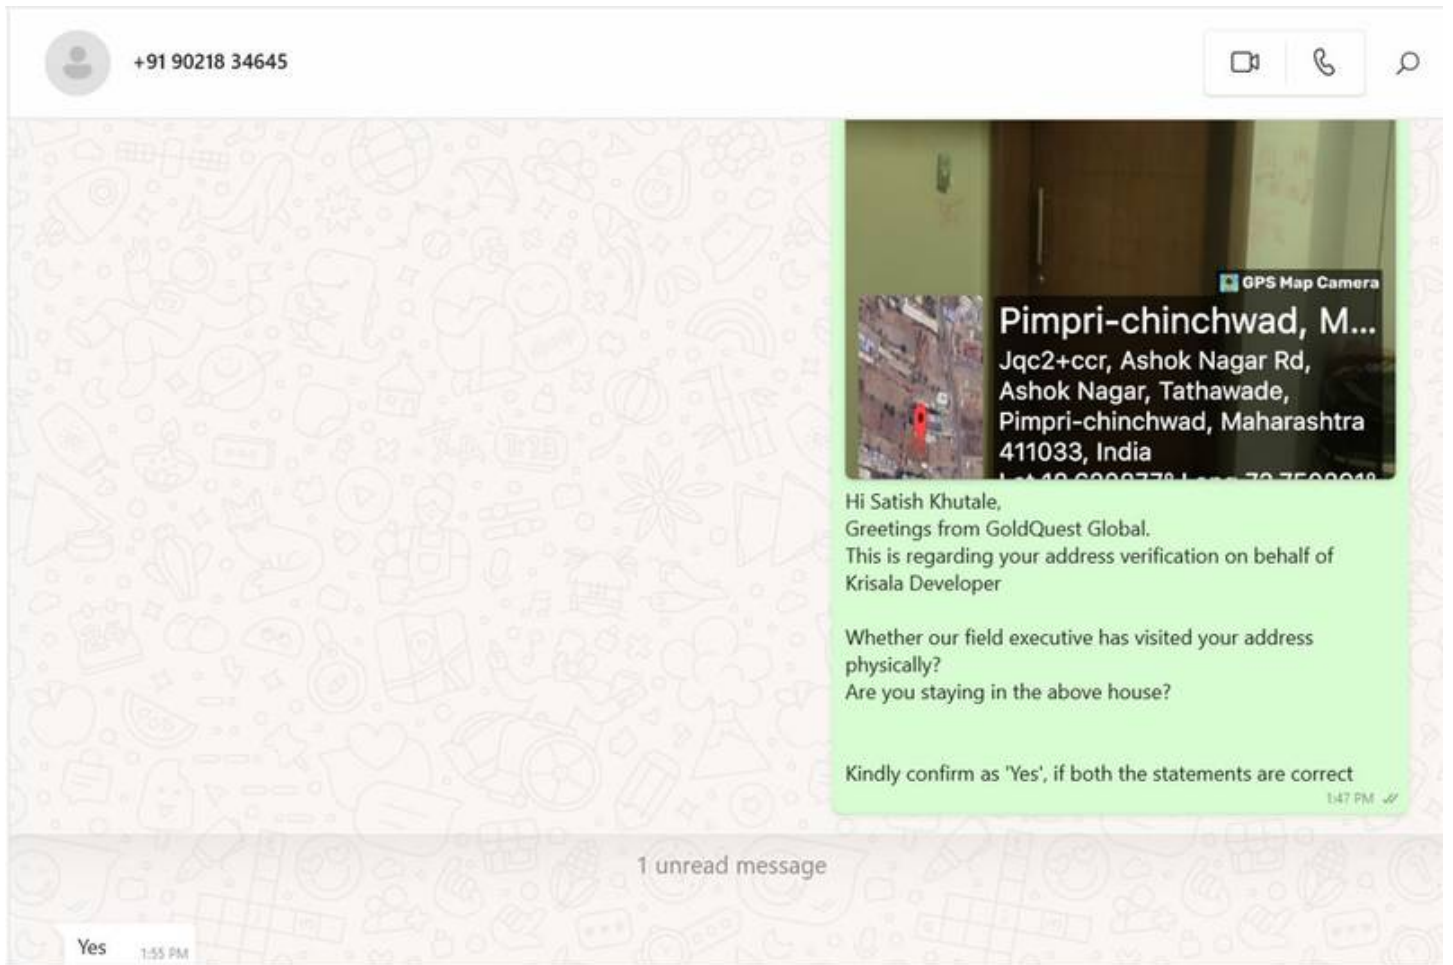 +91 90218 34645
GPS Map Camera
Pimpri-chinchwad, M...
Jqc2+ccr, Ashok Nagar Rd,
Ashok Nagar, Tathawade,
Pimpri-chinchwad, Maharashtra
411033, India
Hi Satish Khutale,
Greetings from GoldQuest Global.
This is regarding your address verification on behalf of
Krisala Developer
Whether our field executive has visited your address
physically?
Are you staying in the above house?
Kindly confirm as 'Yes', if both the statements are correct
1:47 PM
1 unread message
Yes
1:55 PM